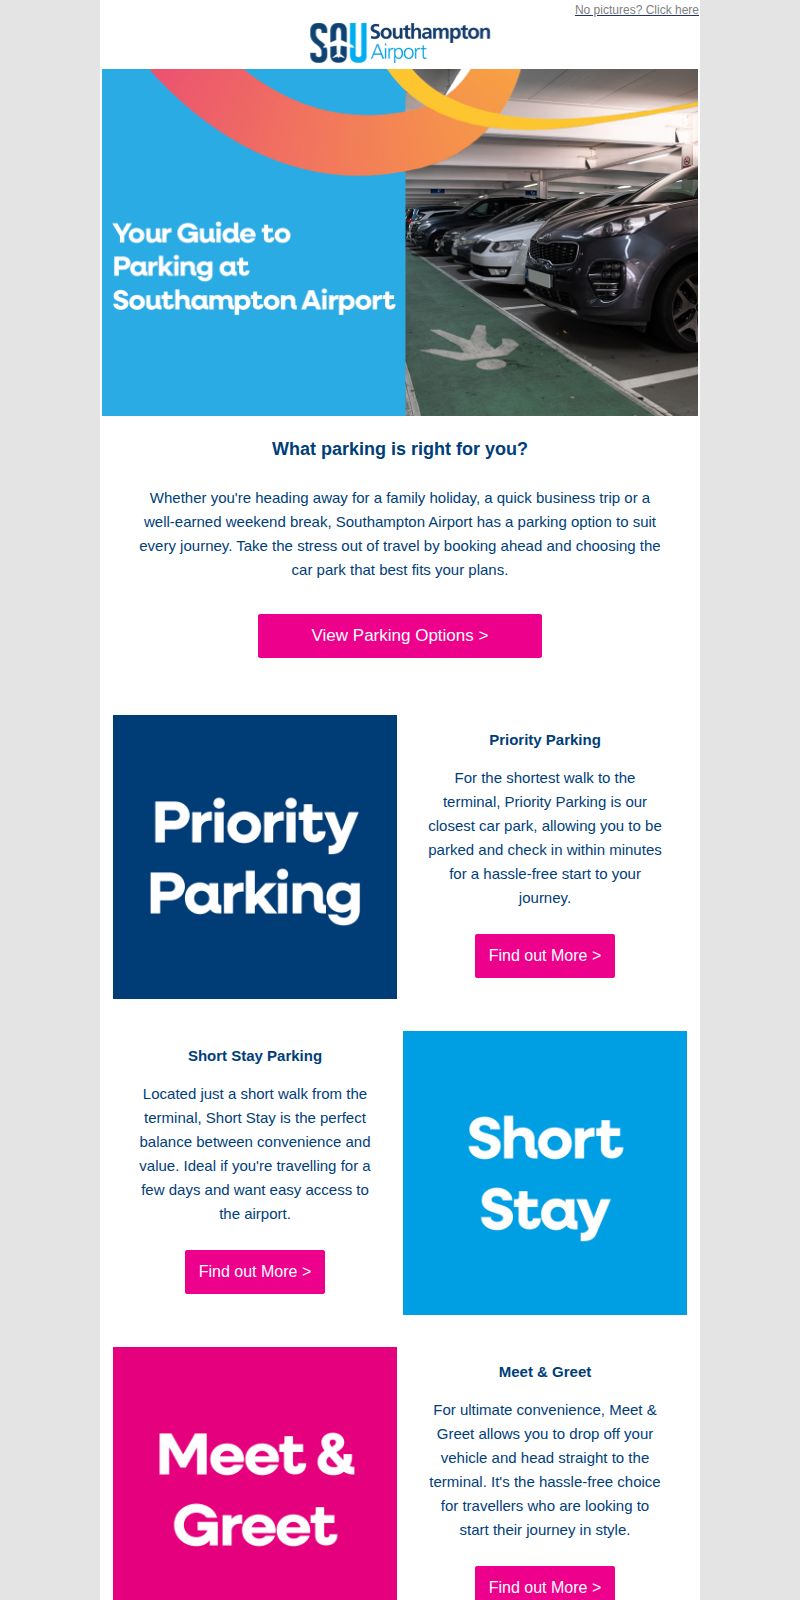 No pictures? Click here
SOU Southampton
Airport
Your Guide to
Parking at
Southampton Airport
What parking is right for you?
Whether you're heading away for a family holiday, a quick business trip or a
well-earned weekend break, Southampton Airport has a parking option to suit
every journey. Take the stress out of travel by booking ahead and choosing the
car park that best fits your plans.
View Parking Options >
Priority
Parking
Priority Parking
For the shortest walk to the
terminal, Priority Parking is our
closest car park, allowing you to be
parked and check in within minutes
for a hassle-free start to your
journey.
Find out More >
Short Stay Parking
Located just a short walk from the
terminal, Short Stay is the perfect
balance between convenience and
value. Ideal if you're travelling for a
few days and want easy access to
the airport.
Find out More >
Short
Stay
Meet &
Greet
Meet & Greet
For ultimate convenience, Meet &
Greet allows you to drop off your
vehicle and head straight to the
terminal. It's the hassle-free choice
for travellers who are looking to
start their journey in style.
Find out More >